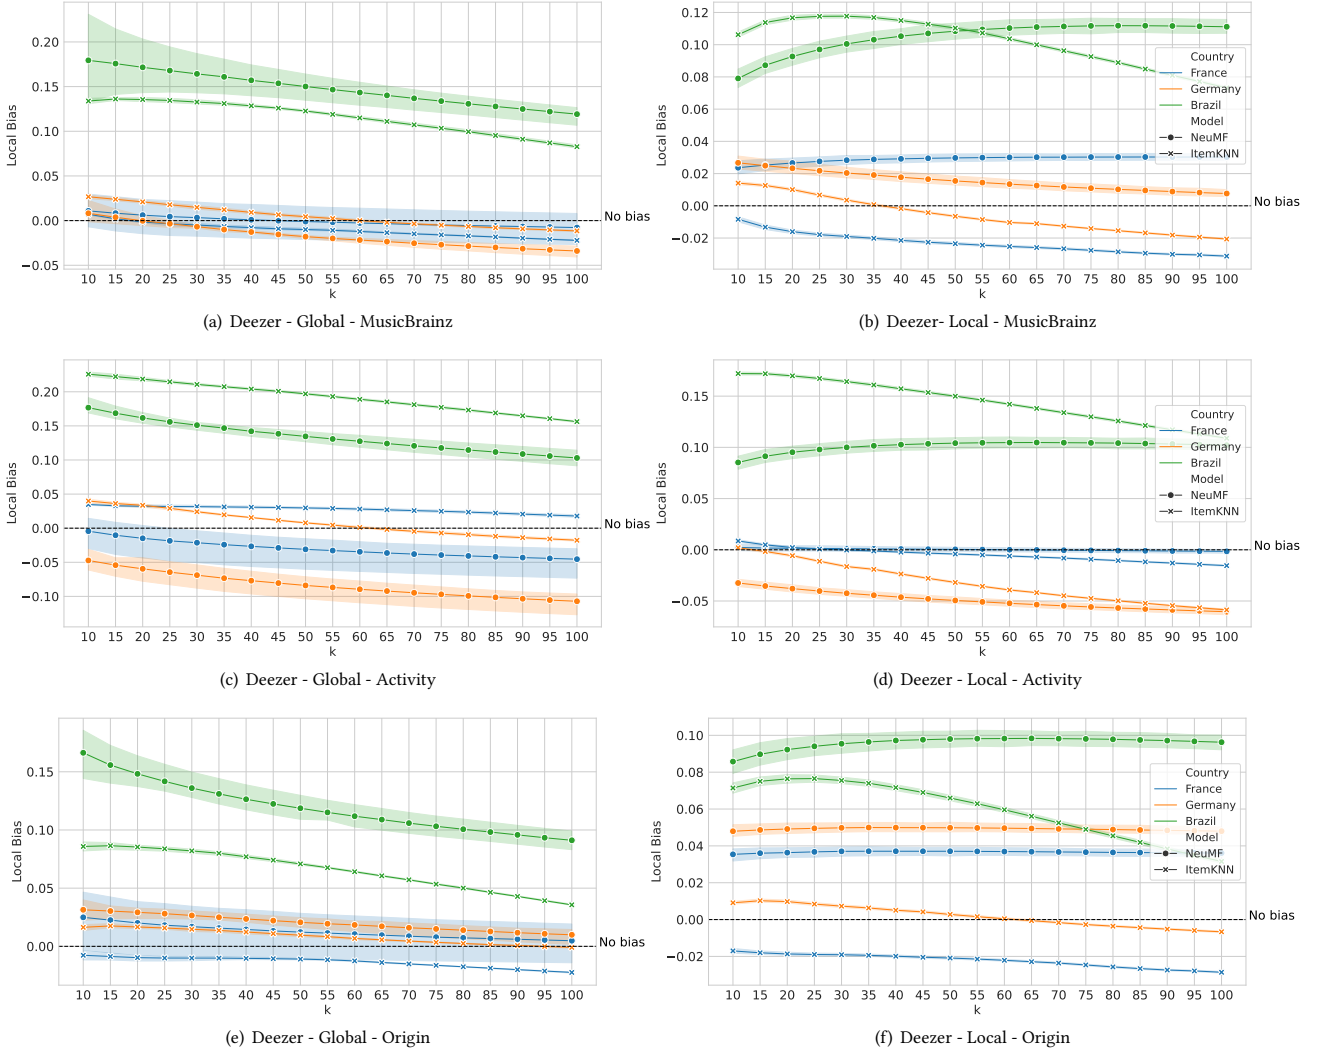 Local Bias
0.20
0.15
0.10
0.05
0.00
−0.05
No bias
10 15 20 25 30 35 40 45 50 55 60 65 70 75 80 85 90 95 100
k
(a) Deezer - Global - MusicBrainz
Local Bias
0.12
0.10
0.08
0.06
0.04
0.02
0.00
−0.02
Country
France
Germany
Brazil
Model
NeuMF
ItemKNN
No bias
10 15 20 25 30 35 40 45 50 55 60 65 70 75 80 85 90 95 100
k
(b) Deezer- Local - MusicBrainz
Local Bias
0.20
0.15
0.10
0.05
0.00
−0.05
−0.10
No bias
10 15 20 25 30 35 40 45 50 55 60 65 70 75 80 85 90 95 100
k
(c) Deezer - Global - Activity
Local Bias
0.15
0.10
0.05
0.00
−0.05
Country
France
Germany
Brazil
Model
NeuMF
ItemKNN
No bias
10 15 20 25 30 35 40 45 50 55 60 65 70 75 80 85 90 95 100
k
(d) Deezer - Local - Activity
Local Bias
0.15
0.10
0.05
0.00
No bias
10 15 20 25 30 35 40 45 50 55 60 65 70 75 80 85 90 95 100
k
(e) Deezer - Global - Origin
Local Bias
0.10
0.08
0.06
0.04
0.02
0.00
−0.02
Country
France
Germany
Brazil
Model
NeuMF
ItemKNN
No bias
10 15 20 25 30 35 40 45 50 55 60 65 70 75 80 85 90 95 100
k
(f) Deezer - Local - Origin